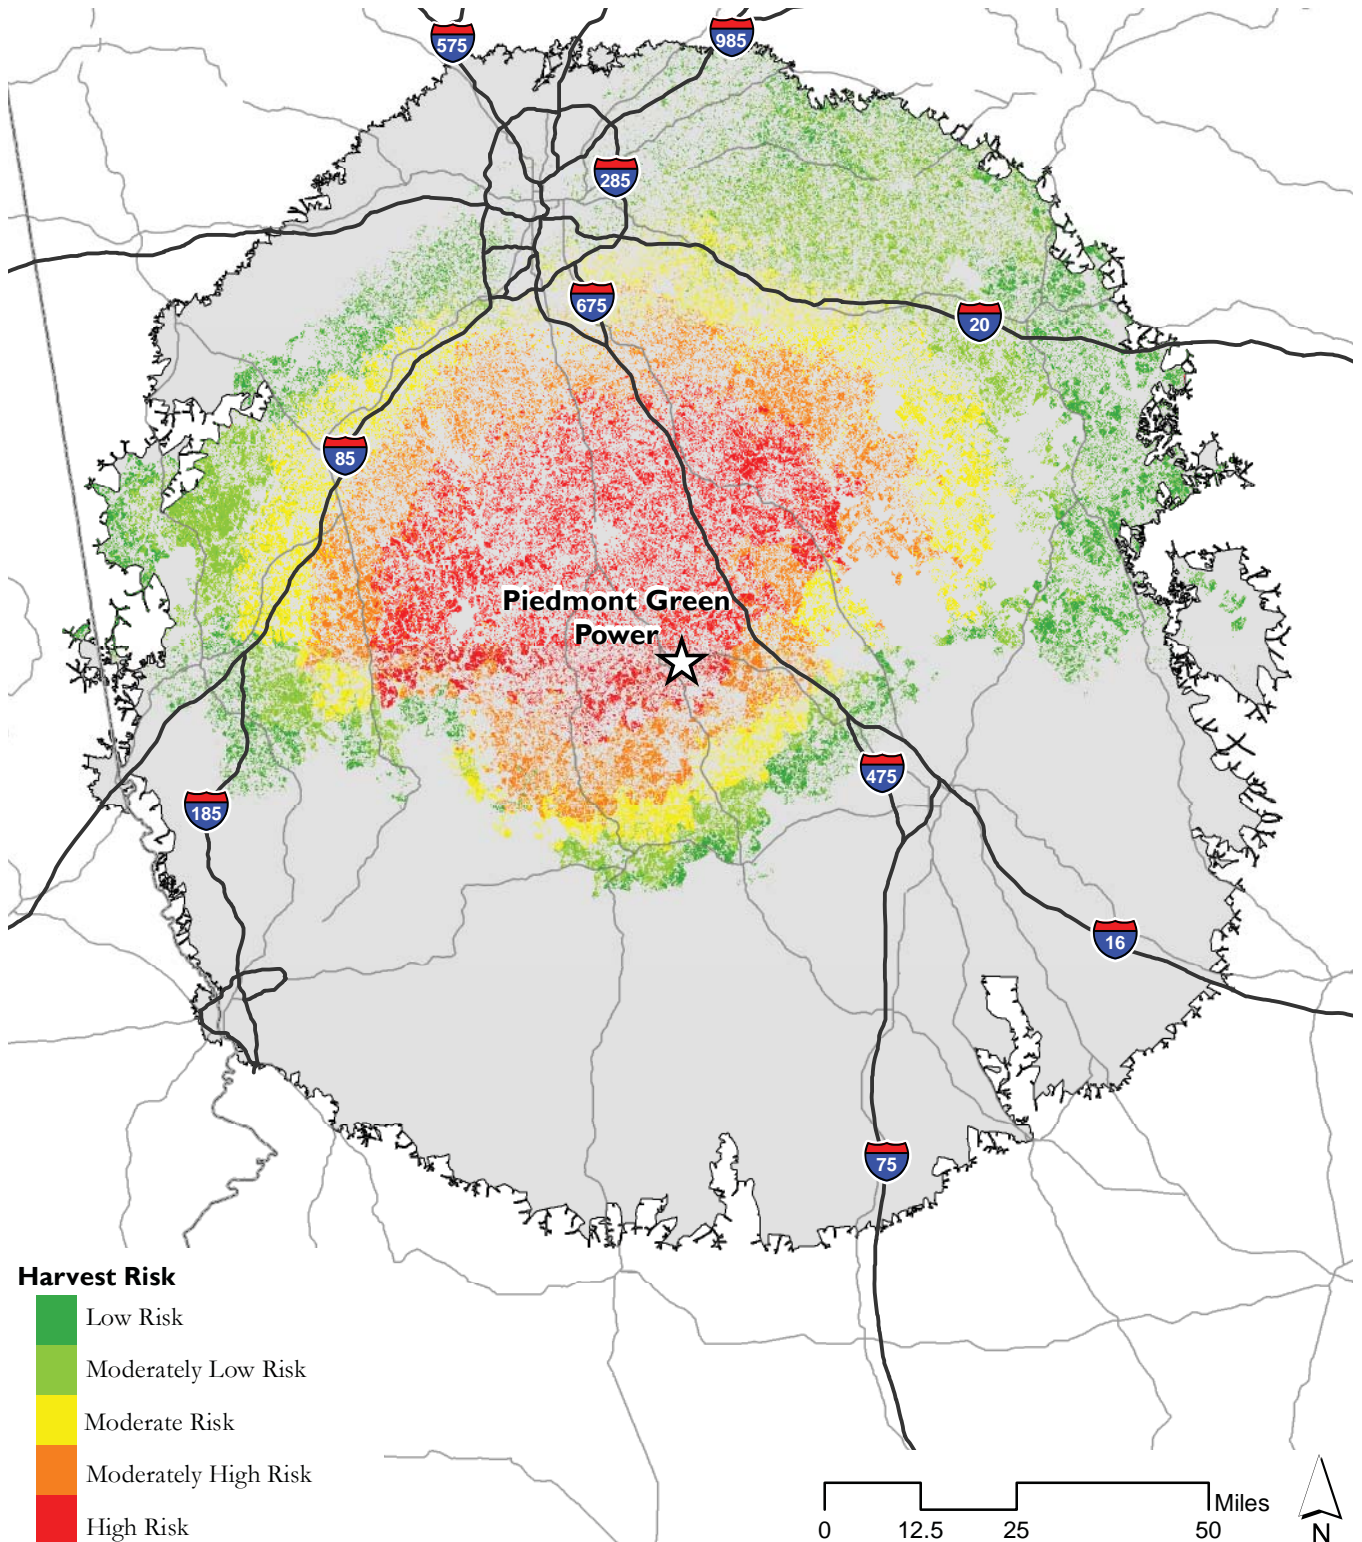 575
985
285
675
20
85
Piedmont Green
Power
475
185
16
75
Harvest Risk
Low Risk
Moderately Low Risk
Moderate Risk
Moderately High Risk
High Risk
Miles
0 12.5 25 50
N